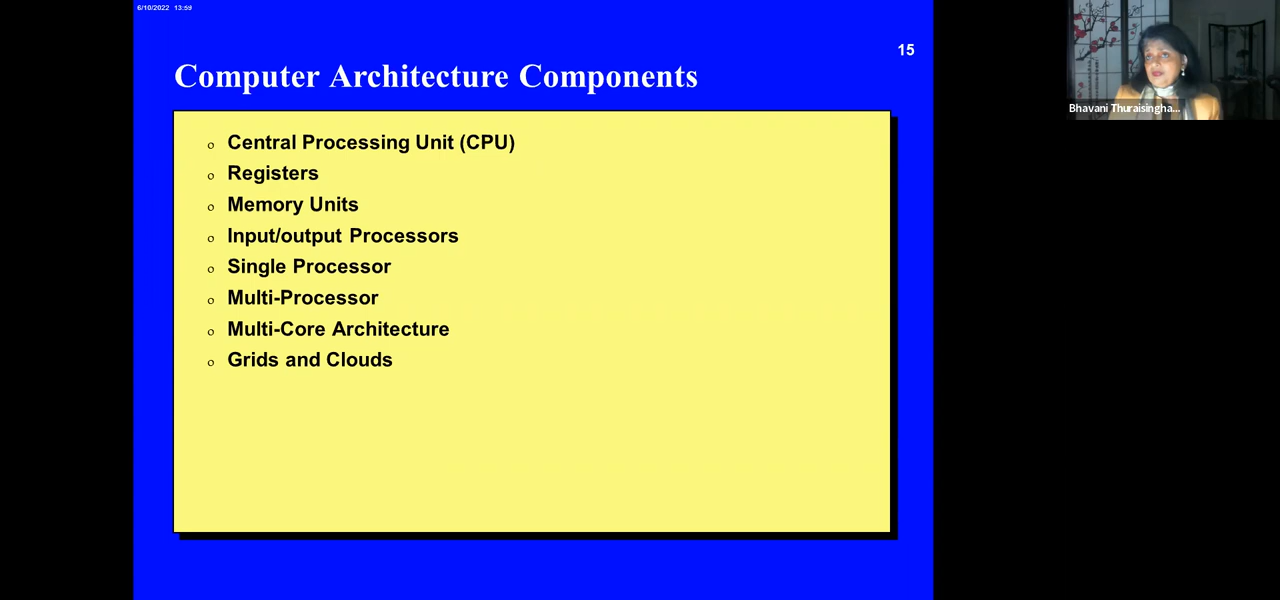 6/10/2022 13:59
15
Computer Architecture Components
o Central Processing Unit (CPU)
o Registers
o Memory Units
o Input/output Processors
o Single Processor
o Multi-Processor
o Multi-Core Architecture
o Grids and Clouds
Bhavani Thuraisingha...